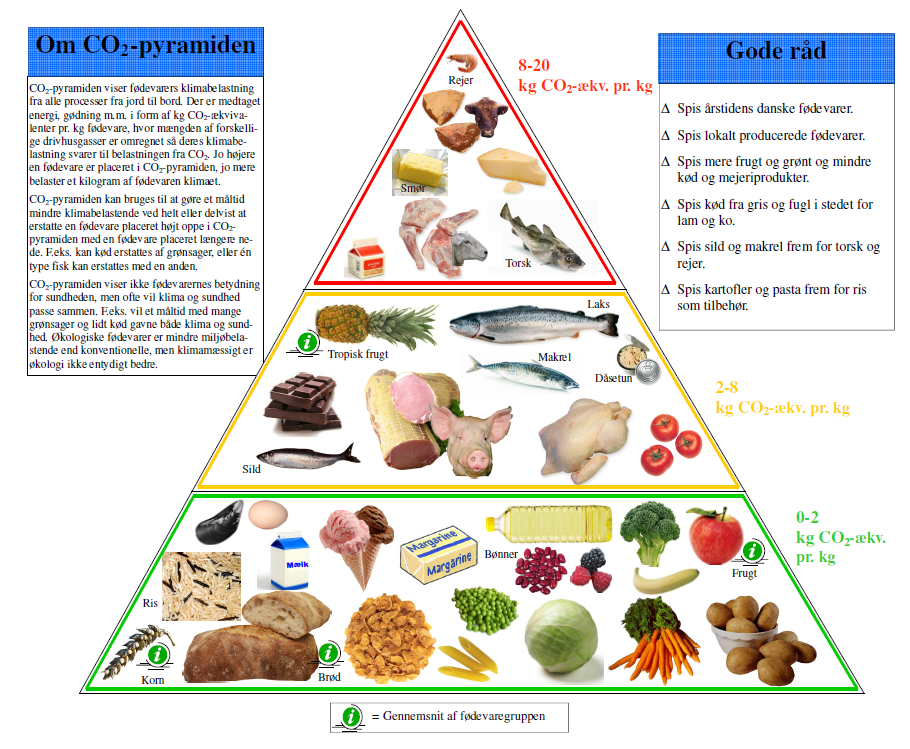 Om CO₂-pyramiden
CO₂-pyramiden viser fødevarers klimabelastning
fra alle processer fra jord til bord. Der er medtaget
energi, gødning m.m. i form af kg CO₂-ækviva-
lenter pr. kg fødevare, hvor mængden af forskelli-
ge drivhusgasser er omregnet så deres klimabe-
lastning svarer til belastningen fra CO₂. Jo højere
en fødevare er placeret i CO₂-pyramiden, jo mere
belaster et kilogram af fødevaren klimaet.
CO₂-pyramiden kan bruges til at gøre et måltid
mindre klimabelastende ved helt eller delvist at
erstatte en fødevare placeret højt oppe i CO₂-
pyramiden med en fødevare placeret længere ne-
de. F.eks. kan kød erstattes af grønsager, eller én
type fisk kan erstattes med en anden.
CO₂-pyramiden viser ikke fødevarernes betydning
for sundheden, men ofte vil klima og sundhed
passe sammen. F.eks. vil et måltid med mange
grønsager og lidt kød gavne både klima og sund-
hed. Økologiske fødevarer er mindre miljøbela-
stende end konventionelle, men klimamæssigt er
økologi ikke entydigt bedre.
Rejer
8-20
kg CO₂-ækv. pr. kg
Smør
Torsk
Gode råd
Δ Spis årstidens danske fødevarer.
Δ Spis lokalt producerede fødevarer.
Δ Spis mere frugt og grønt og mindre
kød og mejeriprodukter.
Δ Spis kød fra gris og fugl i stedet for
lam og ko.
Δ Spis sild og makrel frem for torsk og
rejer.
Δ Spis kartofler og pasta frem for ris
som tilbehør.
Laks
i
Tropisk frugt
Makrel
Dåsetun
2-8
kg CO₂-ækv. pr. kg
Sild
0-2
kg CO₂-ækv.
pr. kg
Mælk
Margarine
Margarine
Bønner
i
Frugt
Ris
i
Korn
i
Brød
i = Gennemsnit af fødevaregruppen